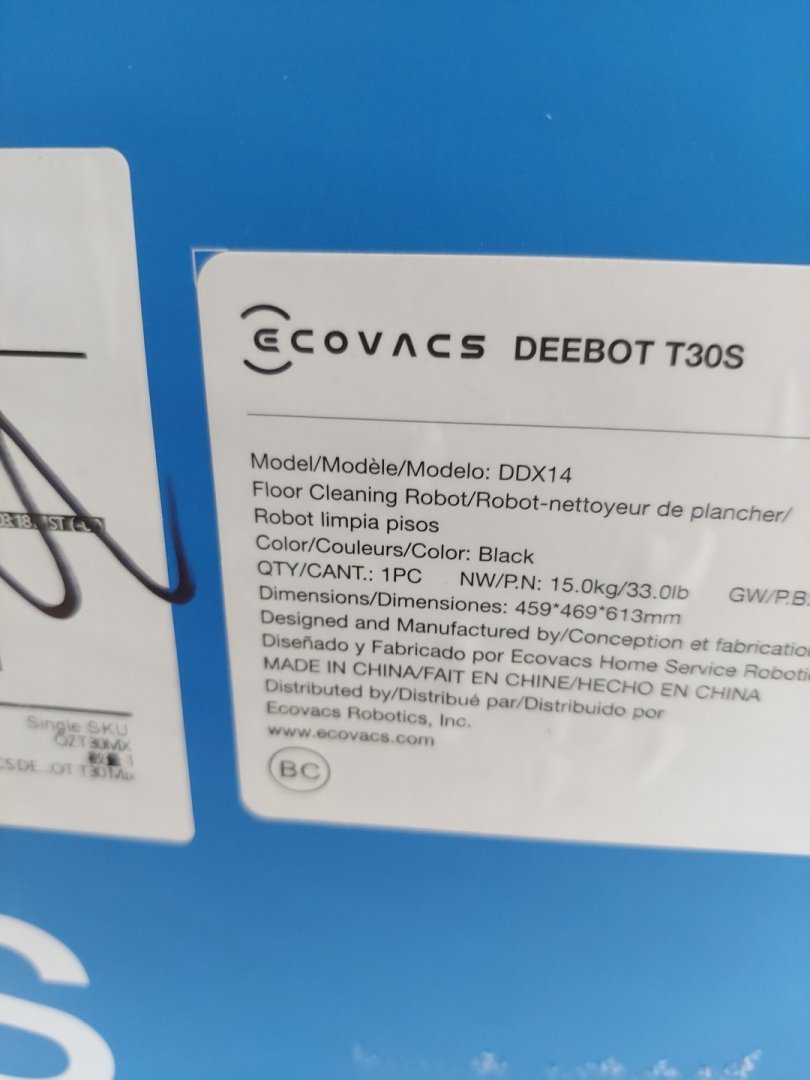 ECOVACS DEEBOT T30S
Model/Modèle/Modelo: DDX14
Floor Cleaning Robot/Robot-nettoyeur de plancher/
Robot limpia pisos
Color/Couleurs/Color: Black
QTY/CANT.: 1PC NW/P.N: 15.0kg/33.0lb GW/P.B:
Dimensions/Dimensiones: 459*469*613mm
Designed and Manufactured by/Conception et fabrication
Diseñado y Fabricado por Ecovacs Home Service Roboti
MADE IN CHINA/FAIT EN CHINE/HECHO EN CHINA
Distributed by/Distribué par/Distribuido por
Ecovacs Robotics, Inc.
www.ecovacs.com
BC
Single SKU
S